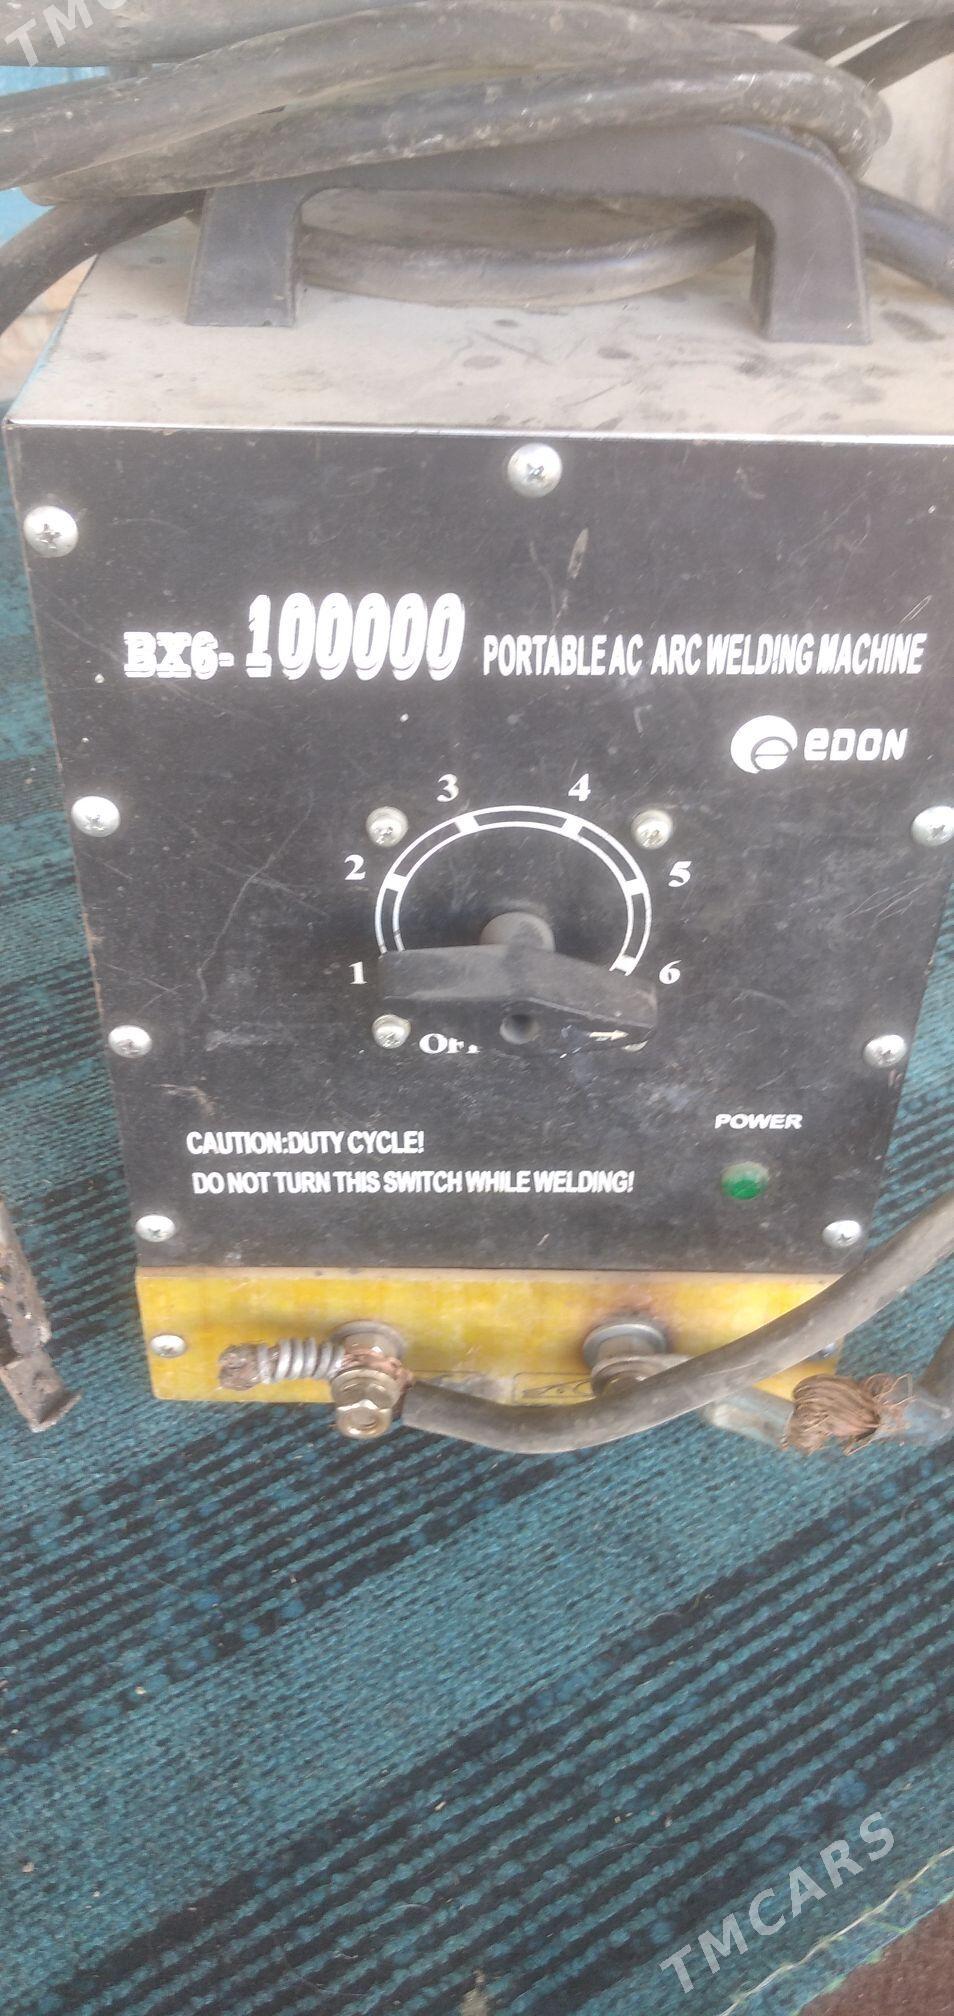 TMCARS
BX6-100000 PORTABLE AC ARC WELDING MACHINE
eDON
3 4
2 5
1 6
POWER
CAUTION:DUTY CYCLE!
DO NOT TURN THIS SWITCH WHILE WELDING!
TMCARS